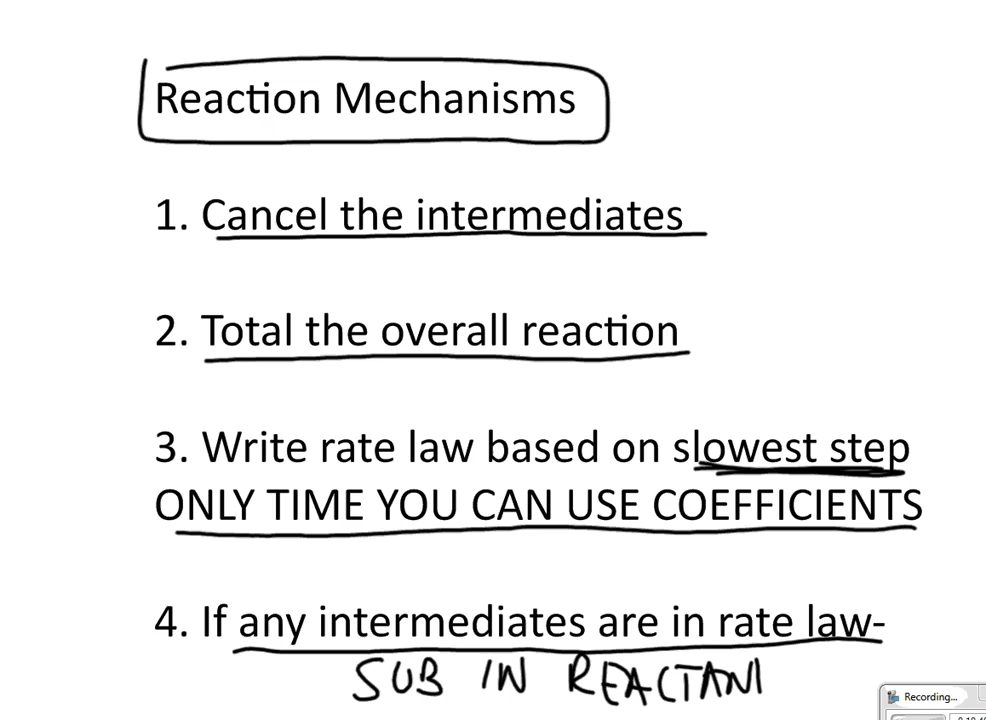 Reaction Mechanisms
1. Cancel the intermediates
2. Total the overall reaction
3. Write rate law based on slowest step
ONLY TIME YOU CAN USE COEFFICIENTS
4. If any intermediates are in rate law-
SUB IN REACTAN
Recording...